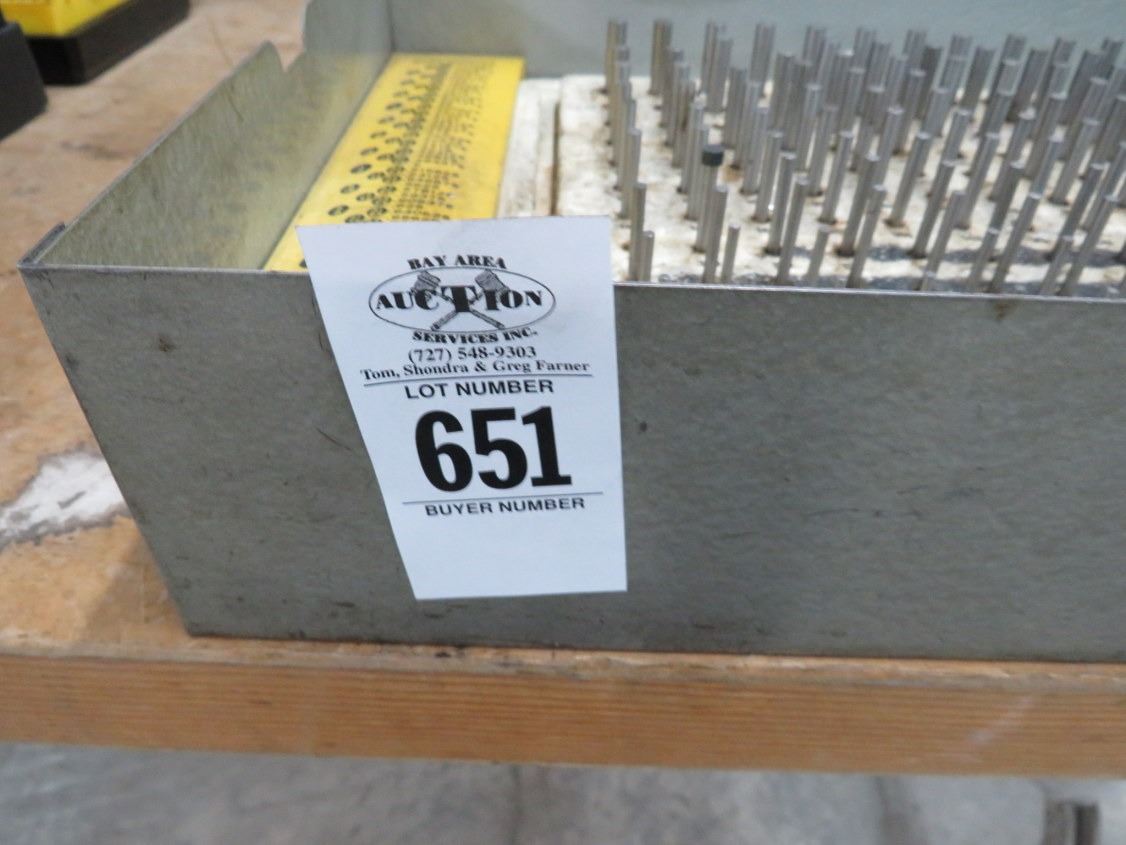 BAY AREA
AUCTION
SERVICES INC.
(727) 548-9303
Tom, Shondra & Greg Farner
LOT NUMBER
651
BUYER NUMBER